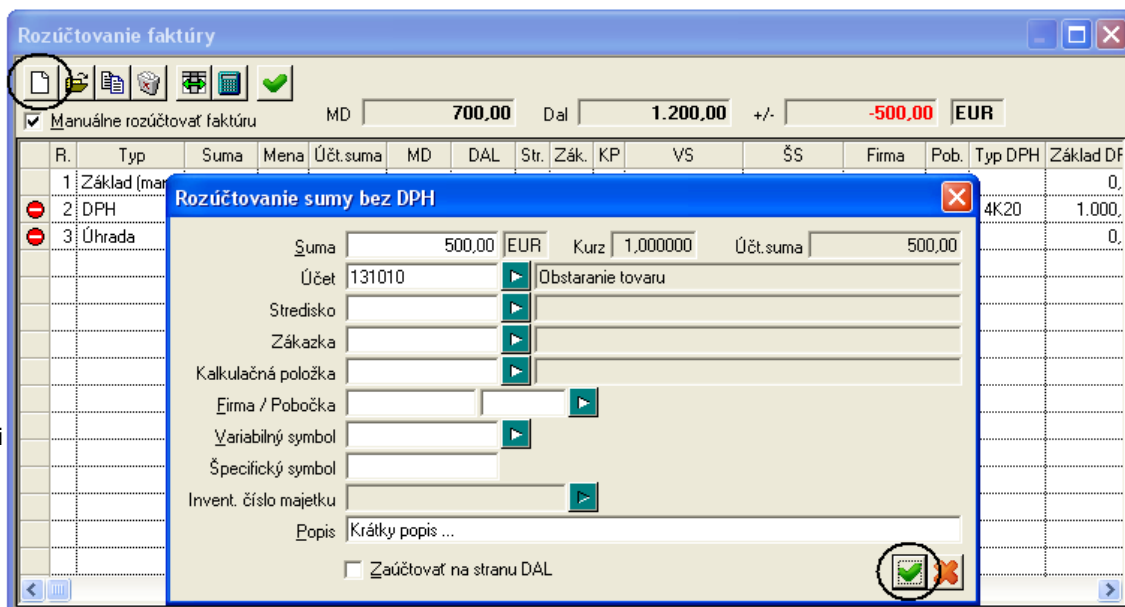 Rozúčtovanie faktúry
Manuálne rozúčtovať faktúru MD 700,00 Dal 1.200,00 +/- -500,00 EUR
R. Typ Suma Mena Účt.suma MD DAL Str. Zák. KP VS ŠS Firma Pob. Typ DPH Základ DF
1 Základ (mar 0,
2 DPH 4K20 1.000,
3 Úhrada 0,
Rozúčtovanie sumy bez DPH
Suma 500,00 EUR Kurz 1,000000 Účt.suma 500,00
Účet 131010 Obstaranie tovaru
Stredisko
Zákazka
Kalkulačná položka
Firma / Pobočka
Variabilný symbol
Špecifický symbol
Invent. číslo majetku
Popis Krátky popis ...
Zaúčtovať na stranu DAL
i